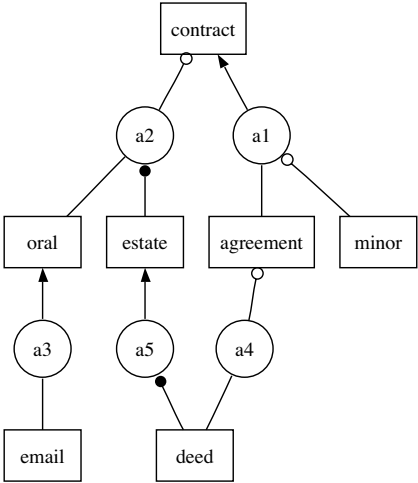 contract
a2
a1
oral
estate
agreement
minor
a3
a5
a4
email
deed